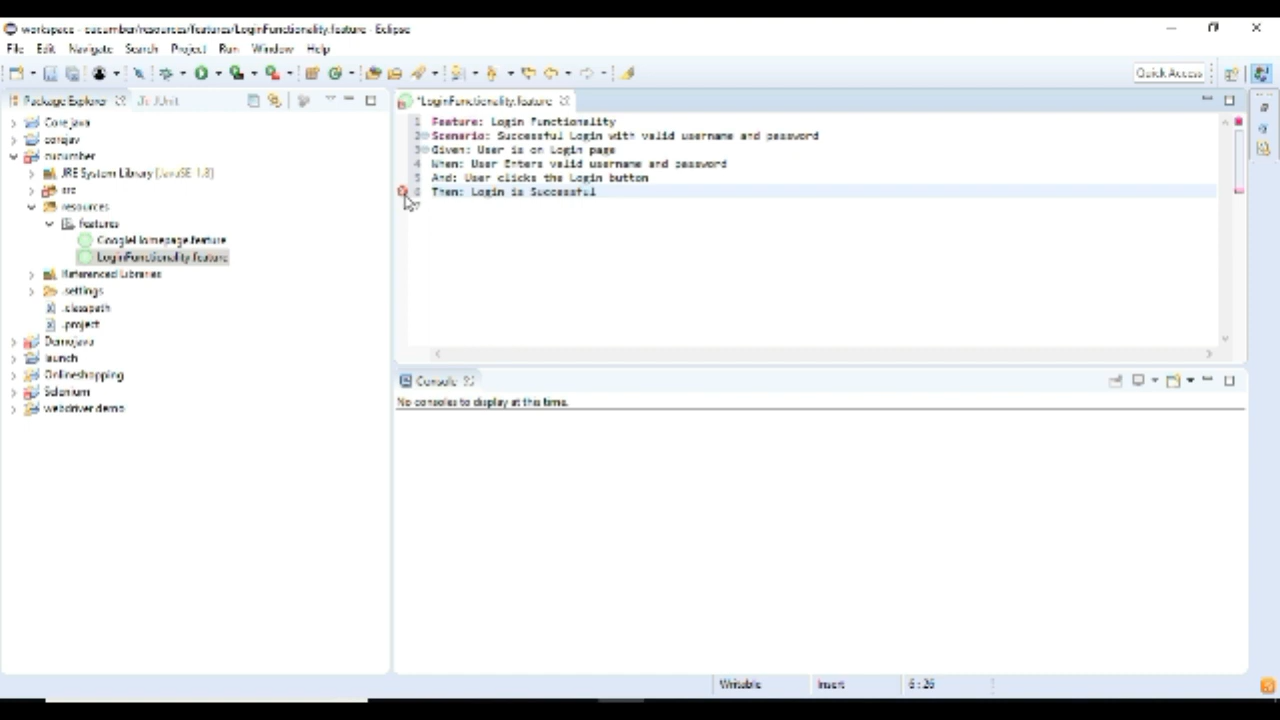 workspace - cucumber/resources/features/LoginFunctionality.feature - Eclipse
File Edit Navigate Search Project Run Window Help
Quick Access
Package Explorer JUnit
*LoginFunctionality.feature
Core java
corejav
cucumber
JRE System Library [JavaSE-1.8]
src
resources
features
GoogleHomepage.feature
LoginFunctionality.feature
Referenced Libraries
.settings
.classpath
.project
Demojava
launch
Onlineshopping
Selenium
webdriver demo
1 Feature: Login Functionality
2 Scenario: Successful Login with valid username and password
3 Given: User is on Login page
4 When: User Enters valid username and password
5 And: User clicks the Login button
6 Then: Login is Successful
7
Console
No consoles to display at this time.
Writable Insert 6 : 26